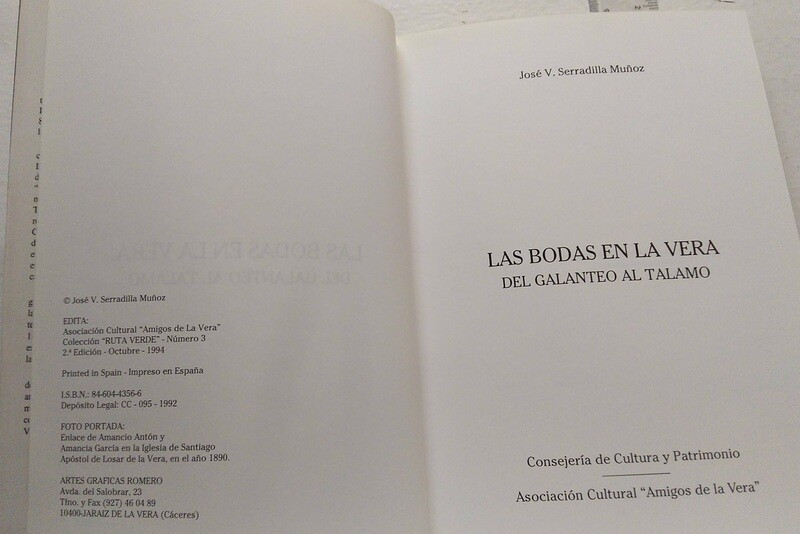 © José V. Serradilla Muñoz
EDITA:
Asociación Cultural "Amigos de La Vera"
Colección "RUTA VERDE" - Número 3
2.ª Edición - Octubre - 1994
Printed in Spain - Impreso en España
I.S.B.N.: 84-604-4356-6
Depósito Legal: CC - 095 - 1992
FOTO PORTADA:
Enlace de Amancio Antón y
Amancia García en la Iglesia de Santiago
Apóstol de Losar de la Vera, en el año 1890.
ARTES GRAFICAS ROMERO
Avda. del Salobrar, 23
Tlno. y Fax (927) 46 04 89
10400-JARAIZ DE LA VERA (Cáceres)
José V. Serradilla Muñoz
LAS BODAS EN LA VERA
DEL GALANTEO AL TALAMO
Consejería de Cultura y Patrimonio
Asociación Cultural "Amigos de la Vera"